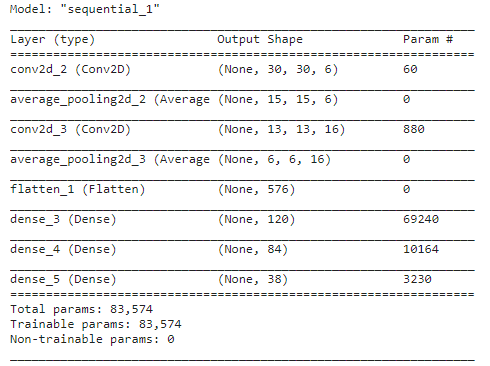 Model: "sequential_1"
_________________________________________________________________
Layer (type)                 Output Shape              Param #
=================================================================
conv2d_2 (Conv2D)            (None, 30, 30, 6)         60
_________________________________________________________________
average_pooling2d_2 (Average (None, 15, 15, 6)         0
_________________________________________________________________
conv2d_3 (Conv2D)            (None, 13, 13, 16)        880
_________________________________________________________________
average_pooling2d_3 (Average (None, 6, 6, 16)          0
_________________________________________________________________
flatten_1 (Flatten)          (None, 576)               0
_________________________________________________________________
dense_3 (Dense)              (None, 120)               69240
_________________________________________________________________
dense_4 (Dense)              (None, 84)                10164
_________________________________________________________________
dense_5 (Dense)              (None, 38)                3230
=================================================================
Total params: 83,574
Trainable params: 83,574
Non-trainable params: 0
_________________________________________________________________